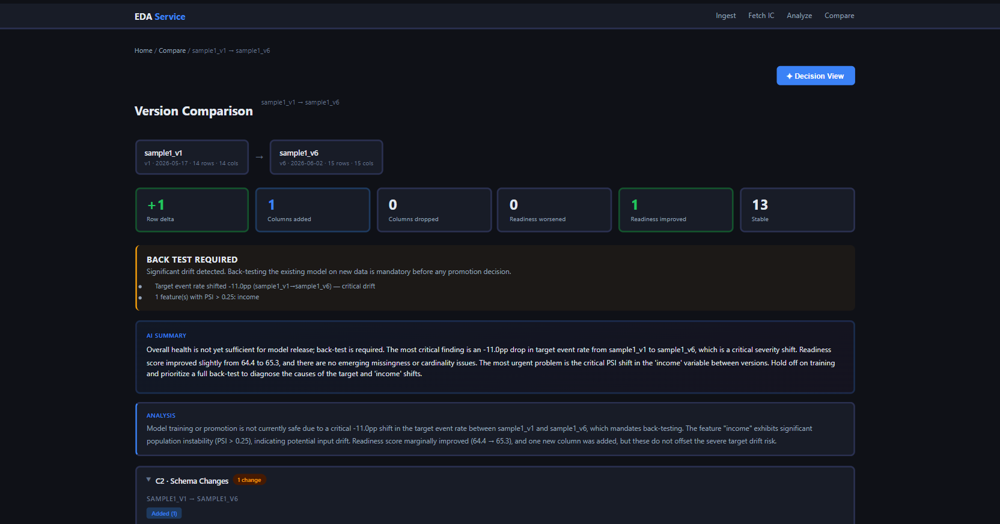 EDA Service
Ingest Fetch IC Analyze Compare
Home / Compare / sample1_v1 → sample1_v6
✦ Decision View
Version Comparison
sample1_v1 → sample1_v6
sample1_v1
v1 · 2026-05-17 · 14 rows · 14 cols
→
sample1_v6
v6 · 2026-06-02 · 15 rows · 15 cols
+1
Row delta
1
Columns added
0
Columns dropped
0
Readiness worsened
1
Readiness improved
13
Stable
BACK TEST REQUIRED
Significant drift detected. Back-testing the existing model on new data is mandatory before any promotion decision.
Target event rate shifted -11.0pp (sample1_v1→sample1_v6) — critical drift
1 feature(s) with PSI > 0.25: income
AI SUMMARY
Overall health is not yet sufficient for model release; back-test is required. The most critical finding is an -11.0pp drop in target event rate from sample1_v1 to sample1_v6, which is a critical severity shift. Readiness
score improved slightly from 64.4 to 65.3, and there are no emerging missingness or cardinality issues. The most urgent problem is the critical PSI shift in the 'income' variable between versions. Hold off on training
and prioritize a full back-test to diagnose the causes of the target and 'income' shifts.
ANALYSIS
Model training or promotion is not currently safe due to a critical -11.0pp shift in the target event rate between sample1_v1 and sample1_v6, which mandates back-testing. The feature "income" exhibits significant
population instability (PSI > 0.25), indicating potential input drift. Readiness score marginally improved (64.4 → 65.3), and one new column was added, but these do not offset the severe target drift risk.
▼ C2 · Schema Changes 1 change
SAMPLE1_V1 → SAMPLE1_V6
Added (1)